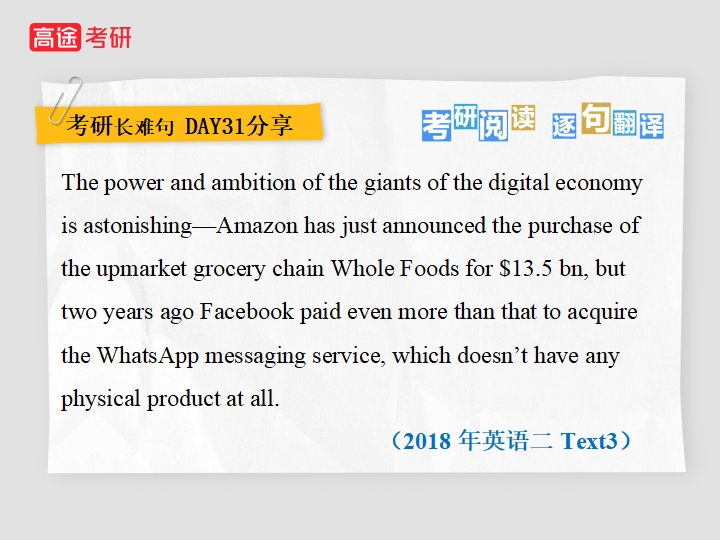 高途考研
考研长难句 DAY31分享
考研阅读 逐句翻译
The power and ambition of the giants of the digital economy
is astonishing—Amazon has just announced the purchase of
the upmarket grocery chain Whole Foods for $13.5 bn, but
two years ago Facebook paid even more than that to acquire
the WhatsApp messaging service, which doesn’t have any
physical product at all.
（2018 年英语二 Text3）